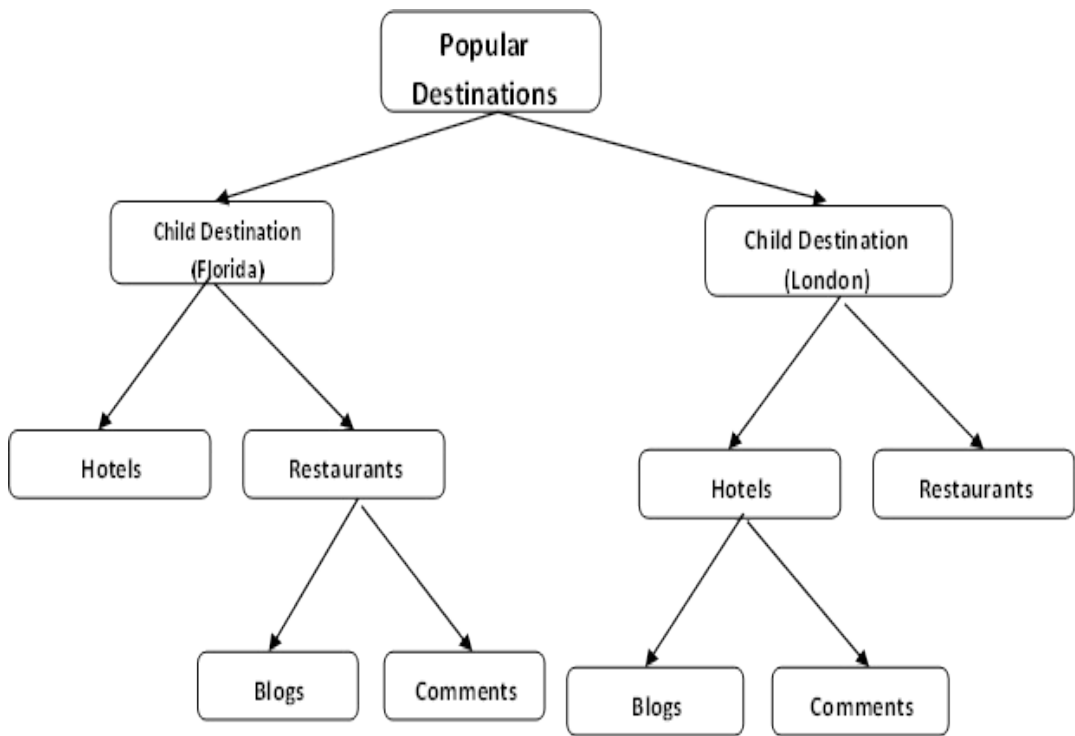 Popular
Destinations
Child Destination
(Florida)
Child Destination
(London)
Hotels
Restaurants
Hotels
Restaurants
Blogs
Comments
Blogs
Comments